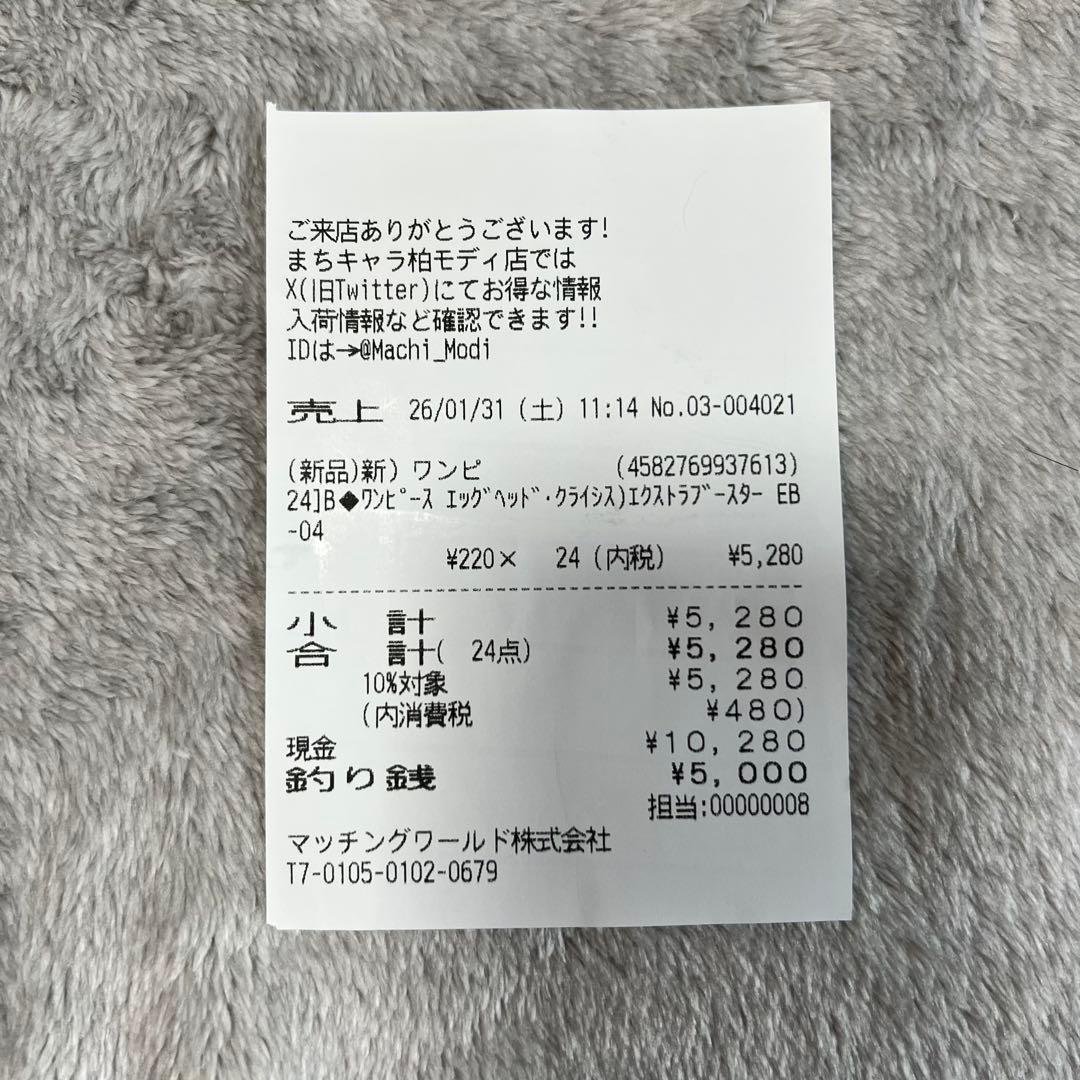 ご来店ありがとうございます!
まちキャラ柏モディ店では
X(旧Twitter)にてお得な情報
入荷情報など確認できます!!
IDは→@Machi_Modi
売上 26/01/31 (土) 11:14 No.03-004021
(新品)新) ワンピ (4582769937613)
24]B◆ﾜﾝﾋﾟｰｽ ｴｯｸﾞﾍｯﾄﾞ･ｸﾗｲｼｽ)ｴｸｽﾄﾗﾌﾞｰｽﾀｰ EB
-04
¥220× 24 (内税) ¥5,280
小計 ¥5,280
合計( 24点) ¥5,280
10%対象 ¥5,280
(内消費税 ¥480)
現金 ¥10,280
釣り銭 ¥5,000
担当:00000008
マッチングワールド株式会社
T7-0105-0102-0679